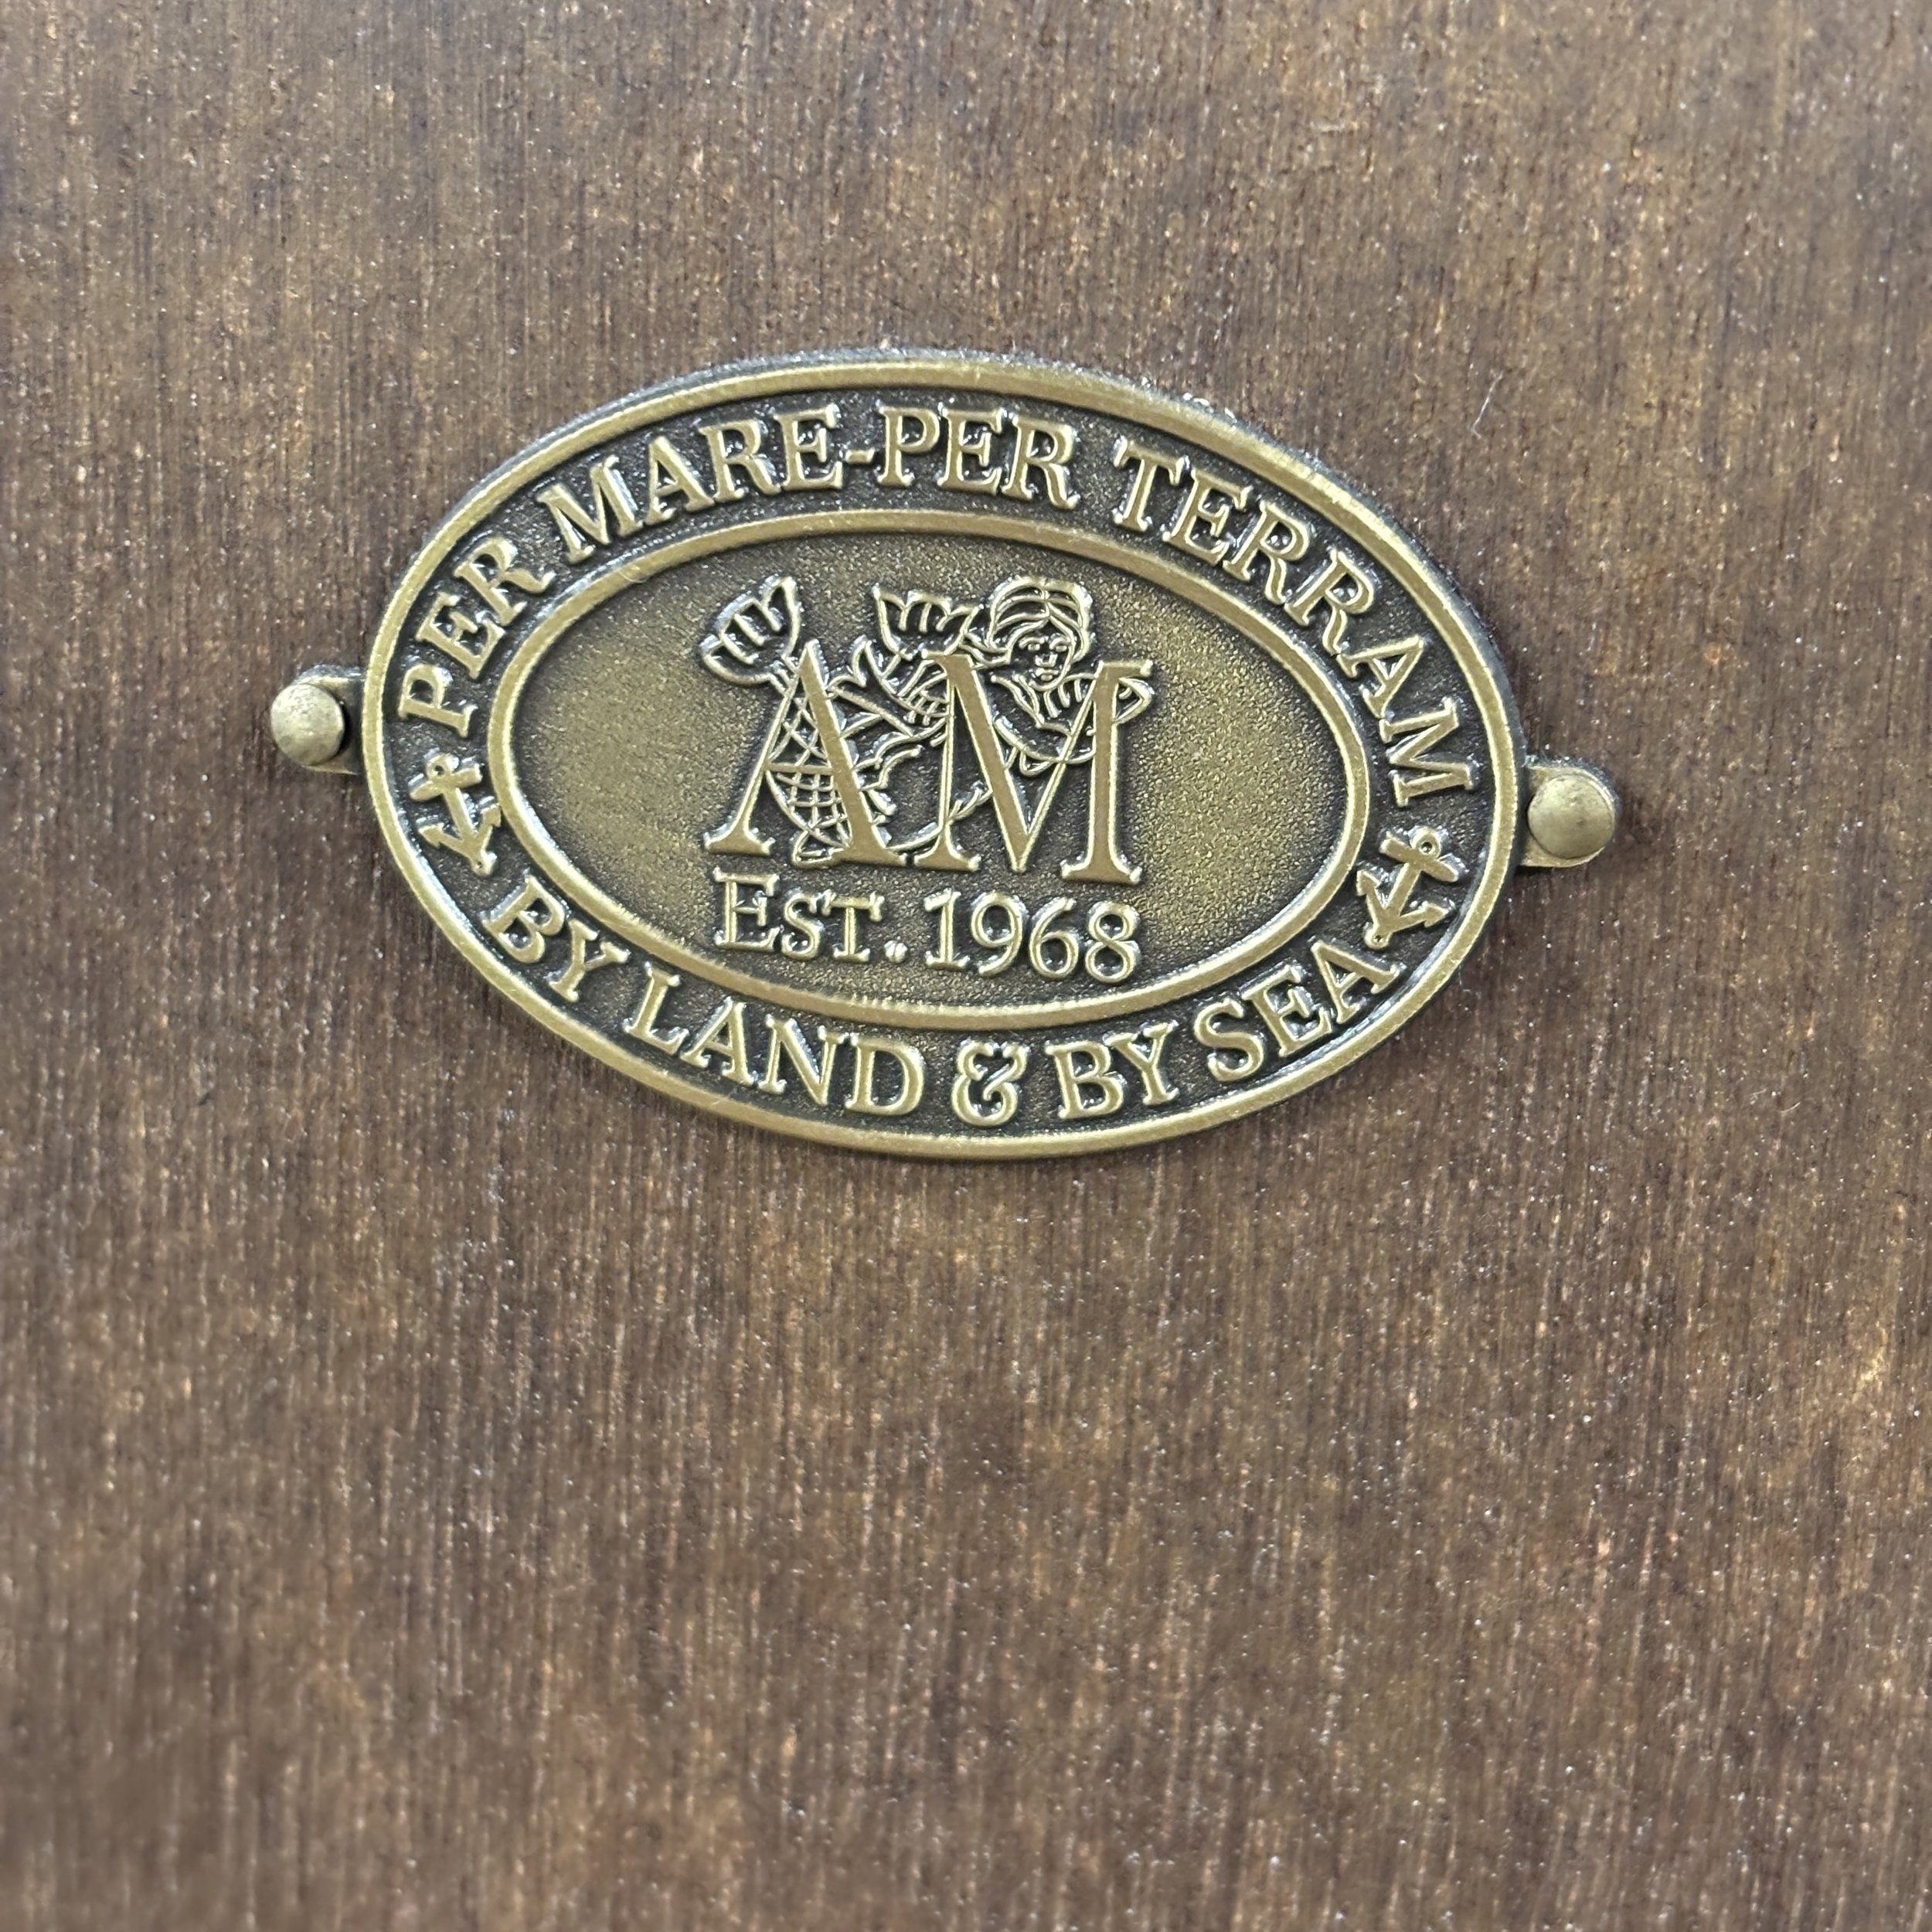 PER MARE-PER TERRAM
AM
EST. 1968
BY LAND & BY SEA